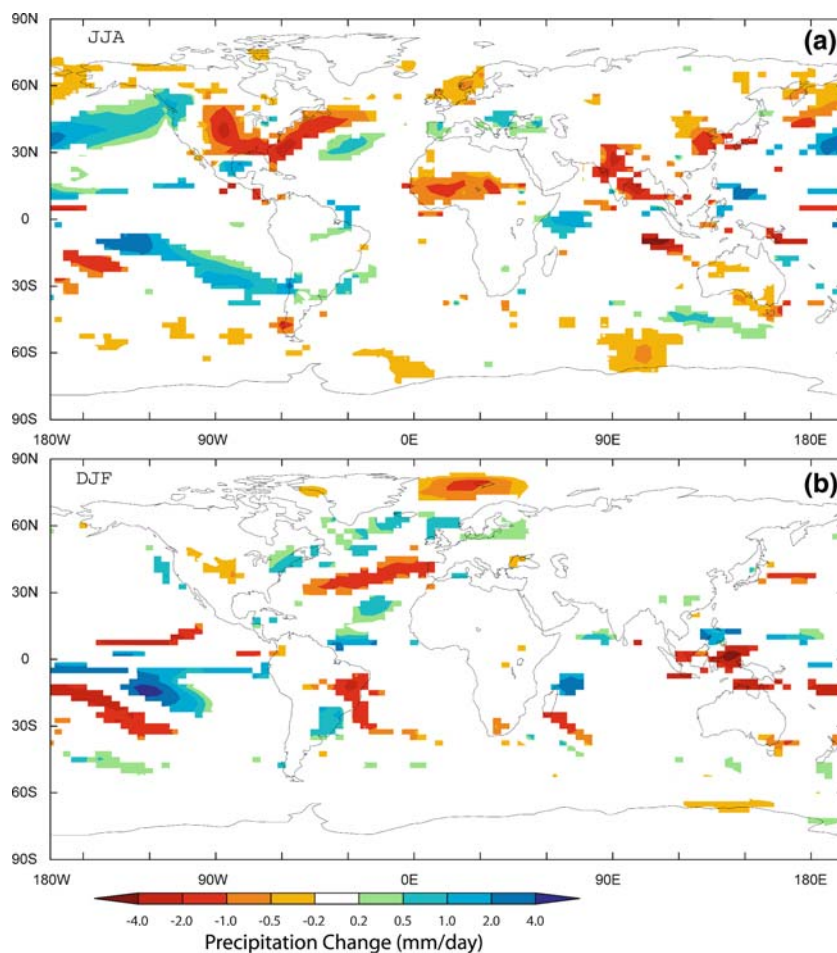 90N
JJA
(a)
60N
30N
0
30S
60S
90S
180W 90W 0E 90E 180E
90N
DJF
(b)
60N
30N
0
30S
60S
90S
180W 90W 0E 90E 180E
-4.0 -2.0 -1.0 -0.5 -0.2 0.2 0.5 1.0 2.0 4.0
Precipitation Change (mm/day)